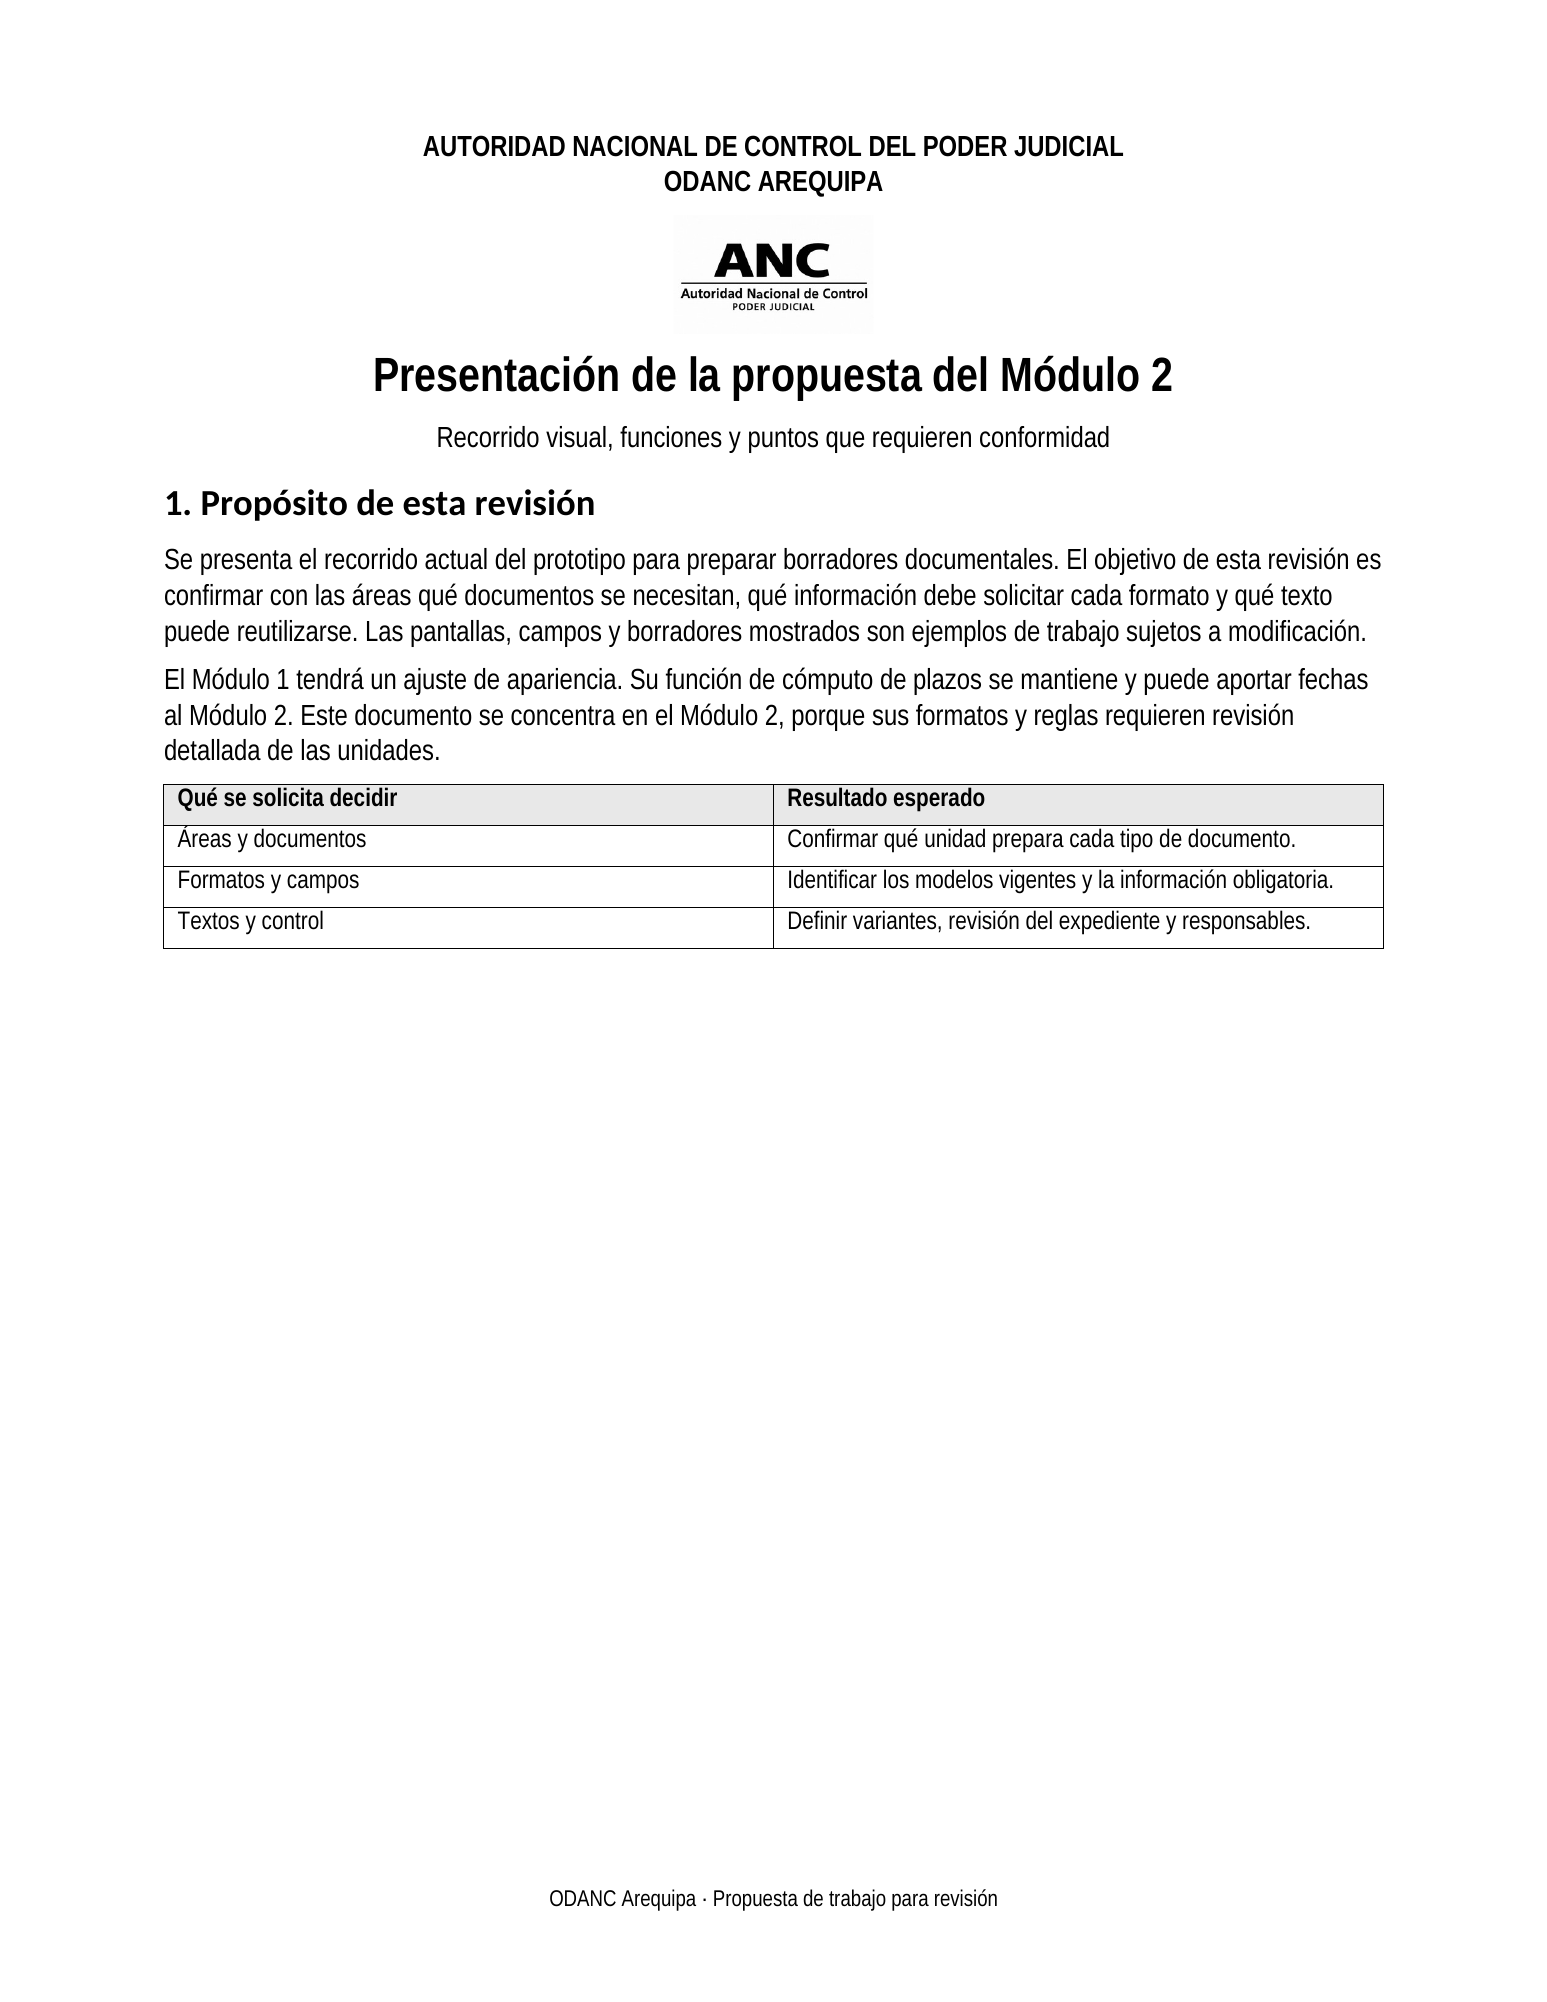 AUTORIDAD NACIONAL DE CONTROL DEL PODER JUDICIAL
ODANC AREQUIPA
ANC
Autoridad Nacional de Control
PODER JUDICIAL
Presentación de la propuesta del Módulo 2
Recorrido visual, funciones y puntos que requieren conformidad
1. Propósito de esta revisión
Se presenta el recorrido actual del prototipo para preparar borradores documentales. El objetivo de esta revisión es
confirmar con las áreas qué documentos se necesitan, qué información debe solicitar cada formato y qué texto
puede reutilizarse. Las pantallas, campos y borradores mostrados son ejemplos de trabajo sujetos a modificación.
El Módulo 1 tendrá un ajuste de apariencia. Su función de cómputo de plazos se mantiene y puede aportar fechas
al Módulo 2. Este documento se concentra en el Módulo 2, porque sus formatos y reglas requieren revisión
detallada de las unidades.
Qué se solicita decidir Resultado esperado
Áreas y documentos Confirmar qué unidad prepara cada tipo de documento.
Formatos y campos Identificar los modelos vigentes y la información obligatoria.
Textos y control Definir variantes, revisión del expediente y responsables.
ODANC Arequipa · Propuesta de trabajo para revisión